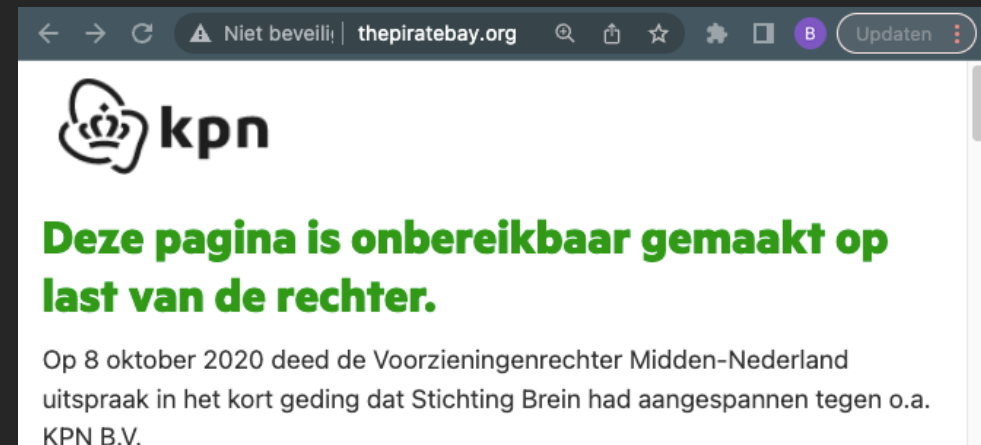 Niet beveili thepiratebay.org B Updaten
kpn
Deze pagina is onbereikbaar gemaakt op
last van de rechter.
Op 8 oktober 2020 deed de Voorzieningenrechter Midden-Nederland
uitspraak in het kort geding dat Stichting Brein had aangespannen tegen o.a.
KPN B.V.